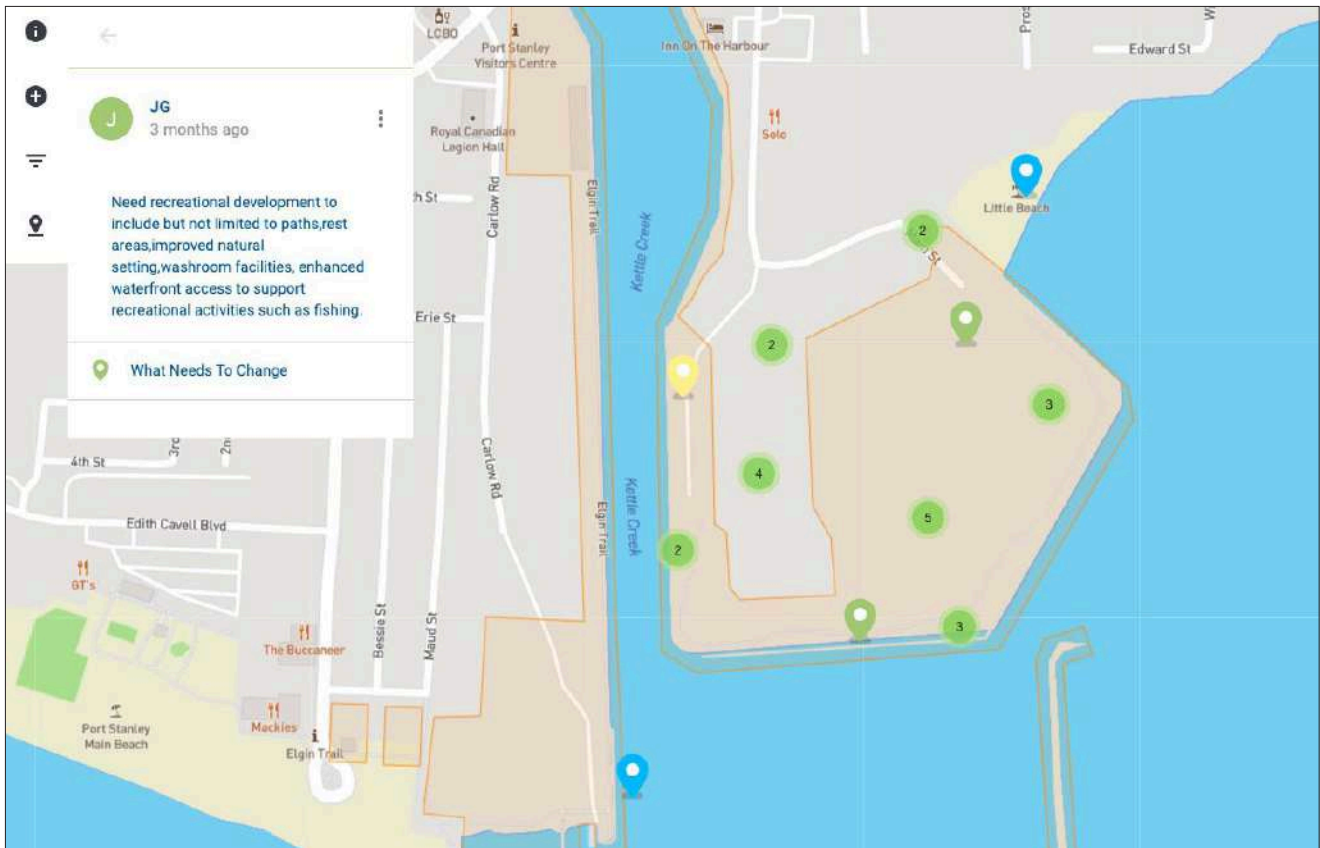 J
JG
3 months ago
Need recreational development to
include but not limited to paths,rest
areas,improved natural
setting,washroom facilities, enhanced
waterfront access to support
recreational activities such as fishing.
What Needs To Change
LCBO
Port Stanley
Visitors Centre
Inn On The Harbour
Edward St
Royal Canadian
Legion Hall
Solo
Carlow Rd
Elgin Trail
Kettle Creek
Little Beach
2
St
Erie St
2
3
4th St
2
4
5
Carlow Rd
Elgin Trail
Kettle Creek
Edith Cavell Blvd
2
GT's
Bessie St
Maud St
3
The Buccaneer
Mackies
Port Stanley
Main Beach
Elgin Trail